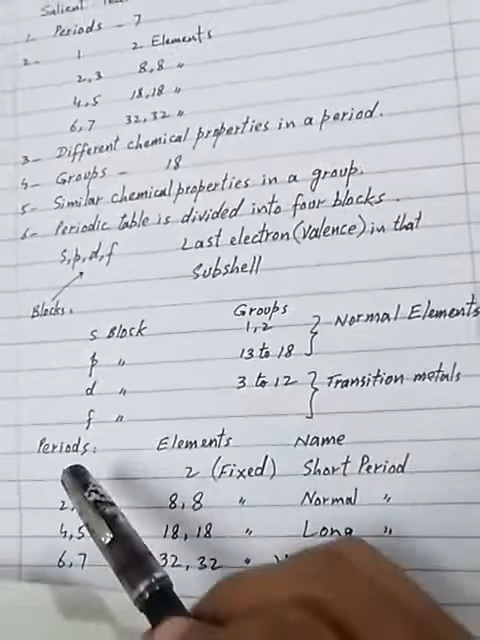 Salient
1- Periods - 7
2- 1 2 Elements
2,3 8,8 "
4,5 18,18 "
6,7 32,32 "
3- Different chemical properties in a period.
4- Groups - 18
5- Similar chemical properties in a group.
6- Periodic table is divided into four blocks.
s,p,d,f Last electron (valence) in that
Subshell
Blocks.
Groups
s Block 1,2 } Normal Elements
p " 13 to 18
d " 3 to 12 } Transition metals
f "
Periods: Elements Name
2 (Fixed) Short Period
2, 8,8 " Normal "
4,5 18,18 " Long "
6,7 32,32 "